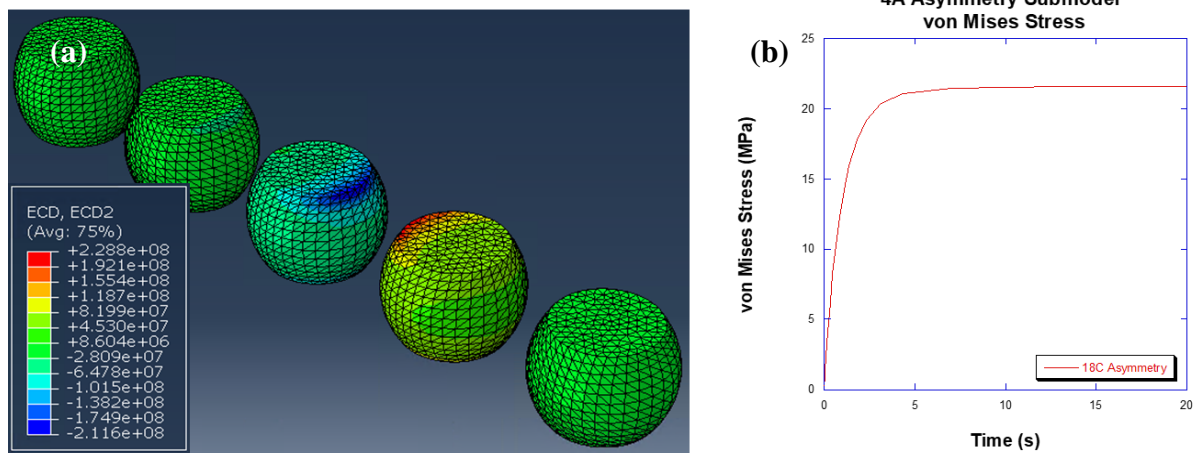 (a)
ECD, ECD2
(Avg: 75%)
+2.288e+08
+1.921e+08
+1.554e+08
+1.187e+08
+8.199e+07
+4.530e+07
+8.604e+06
-2.809e+07
-6.478e+07
-1.015e+08
-1.382e+08
-1.749e+08
-2.116e+08
4A Asymmetry Submodel
von Mises Stress
(b)
von Mises Stress (MPa)
25
20
15
10
5
0
18C Asymmetry
0 5 10 15 20
Time (s)